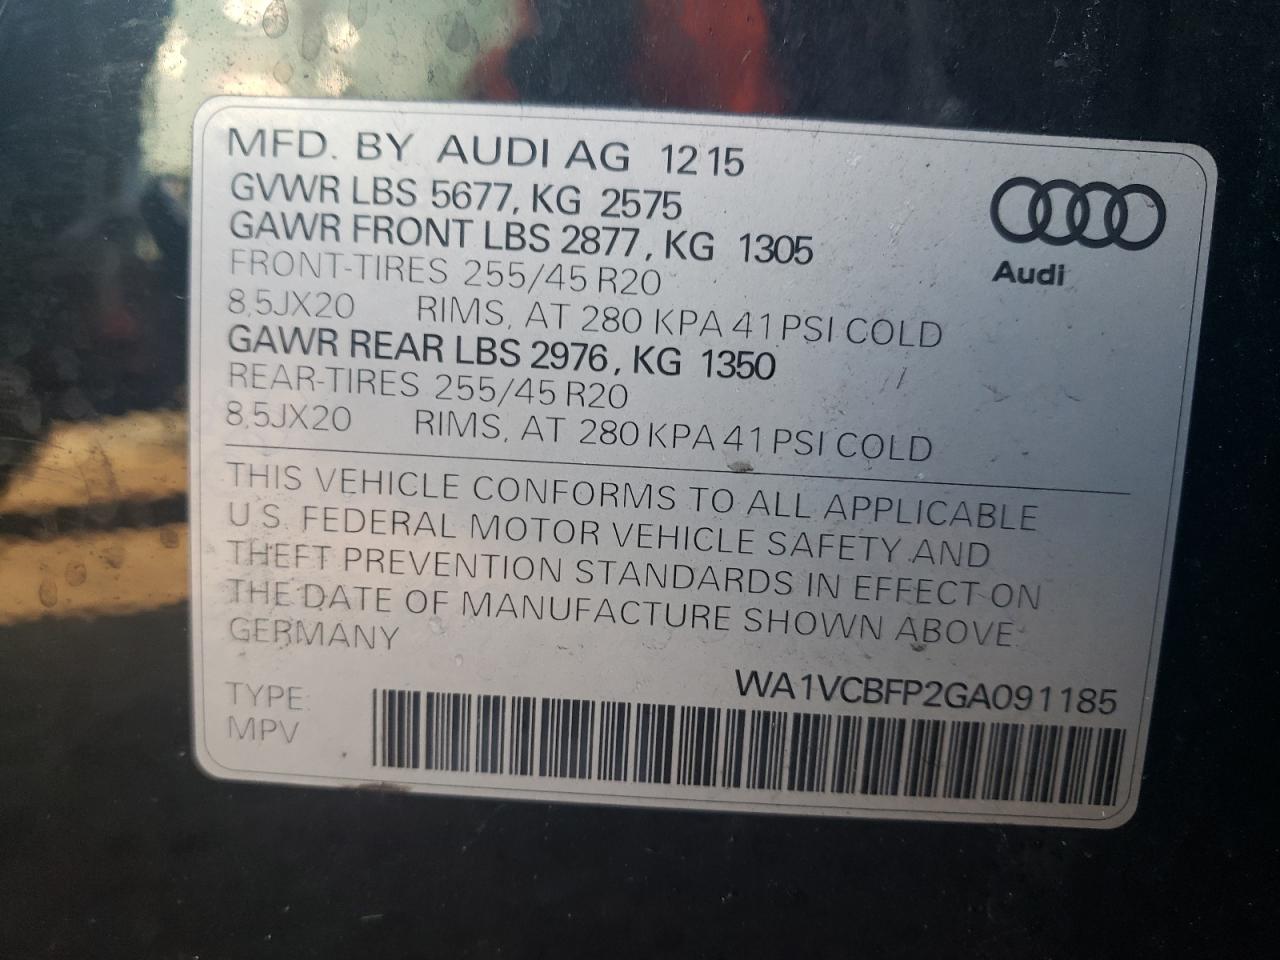 MFD. BY AUDI AG 12 15
GVWR LBS 5677, KG 2575
GAWR FRONT LBS 2877, KG 1305
FRONT-TIRES 255/45 R20
8,5JX20 RIMS, AT 280 KPA 41 PSI COLD
GAWR REAR LBS 2976, KG 1350
REAR-TIRES 255/45 R20
8,5JX20 RIMS, AT 280 KPA 41 PSI COLD
Audi
THIS VEHICLE CONFORMS TO ALL APPLICABLE
U.S. FEDERAL MOTOR VEHICLE SAFETY AND
THEFT PREVENTION STANDARDS IN EFFECT ON
THE DATE OF MANUFACTURE SHOWN ABOVE
GERMANY
WA1VCBFP2GA091185
TYPE:
MPV